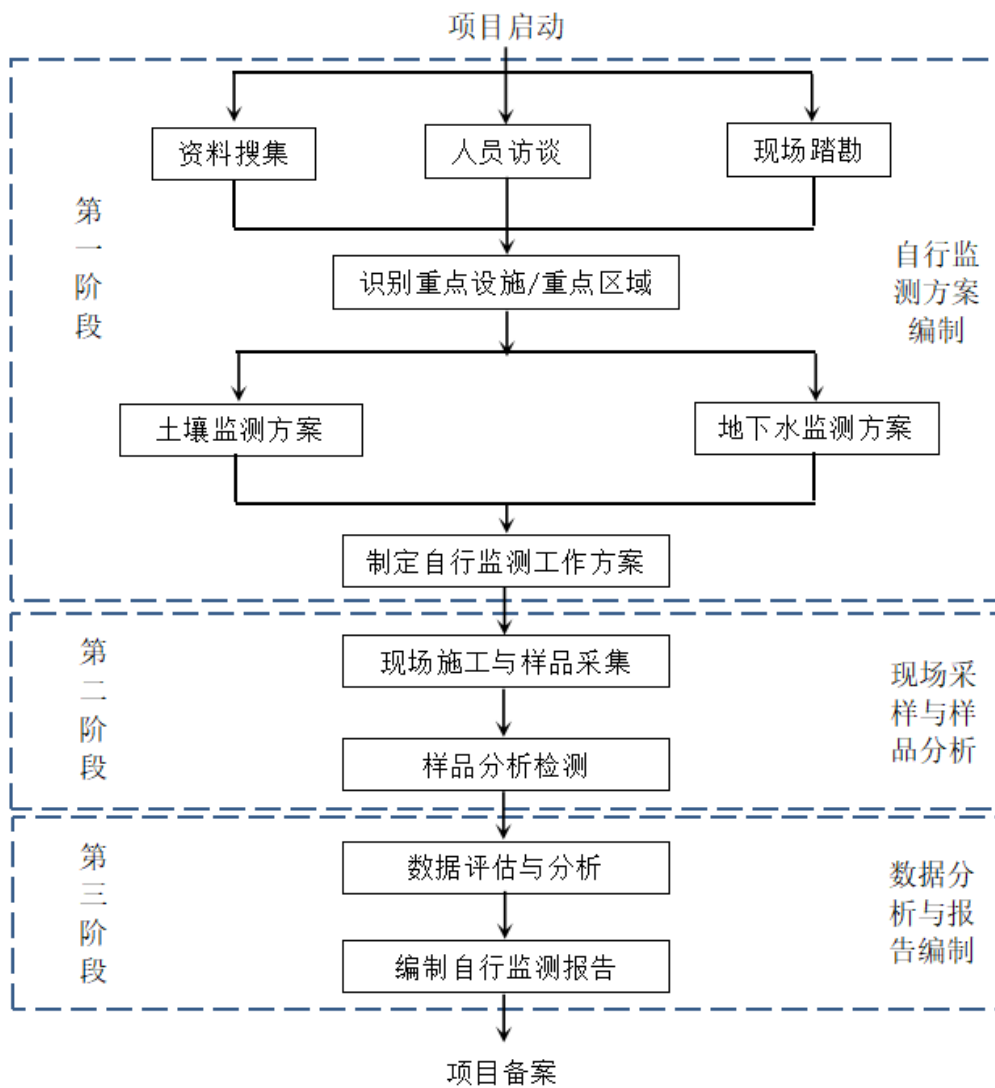 项目启动
资料搜集
人员访谈
现场踏勘
第
一
阶
段
识别重点设施/重点区域
自行监
测方案
编制
土壤监测方案
地下水监测方案
制定自行监测工作方案
第
二
阶
段
现场施工与样品采集
样品分析检测
现场采
样与样
品分析
第
三
阶
段
数据评估与分析
编制自行监测报告
数据分
析与报
告编制
项目备案